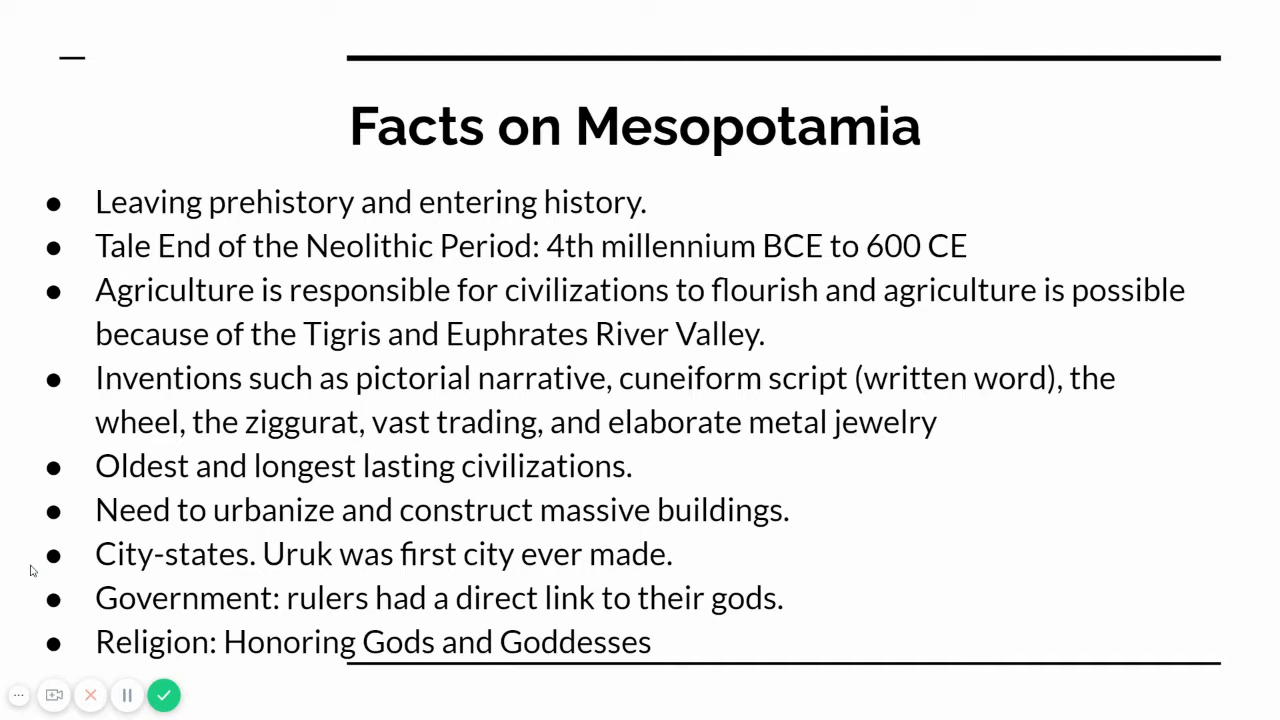 Facts on Mesopotamia
● Leaving prehistory and entering history.
● Tale End of the Neolithic Period: 4th millennium BCE to 600 CE
● Agriculture is responsible for civilizations to flourish and agriculture is possible
because of the Tigris and Euphrates River Valley.
● Inventions such as pictorial narrative, cuneiform script (written word), the
wheel, the ziggurat, vast trading, and elaborate metal jewelry
● Oldest and longest lasting civilizations.
● Need to urbanize and construct massive buildings.
● City-states. Uruk was first city ever made.
● Government: rulers had a direct link to their gods.
● Religion: Honoring Gods and Goddesses